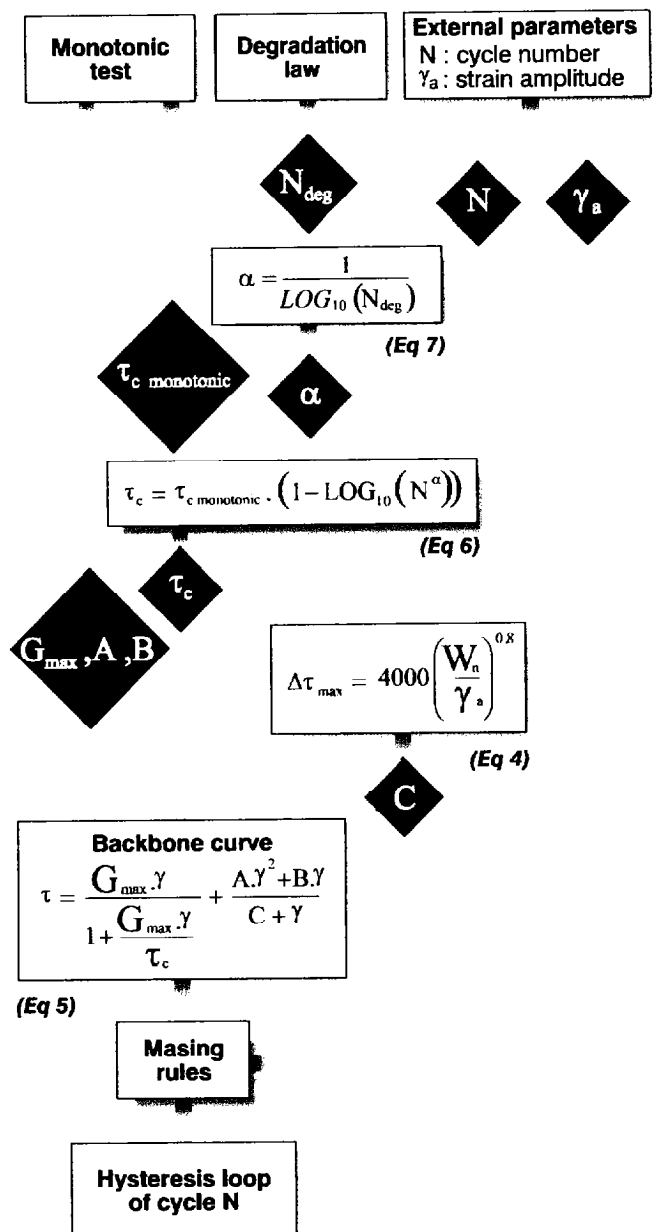 Monotonic
test
Degradation
law
External parameters
N : cycle number
γa : strain amplitude
Ndeg
N
γa
α = 1 / LOG10 (Ndeg)
(Eq 7)
τc monotonic
α
τc = τc monotonic . (1 − LOG10 (N^α))
(Eq 6)
τc
Gmax ,A ,B
Δτmax = 4000 (Wn / γa)^0.8
(Eq 4)
C
Backbone curve
τ = Gmax.γ / (1 + Gmax.γ / τc) + (A.γ² + B.γ) / (C + γ)
(Eq 5)
Masing
rules
Hysteresis loop
of cycle N